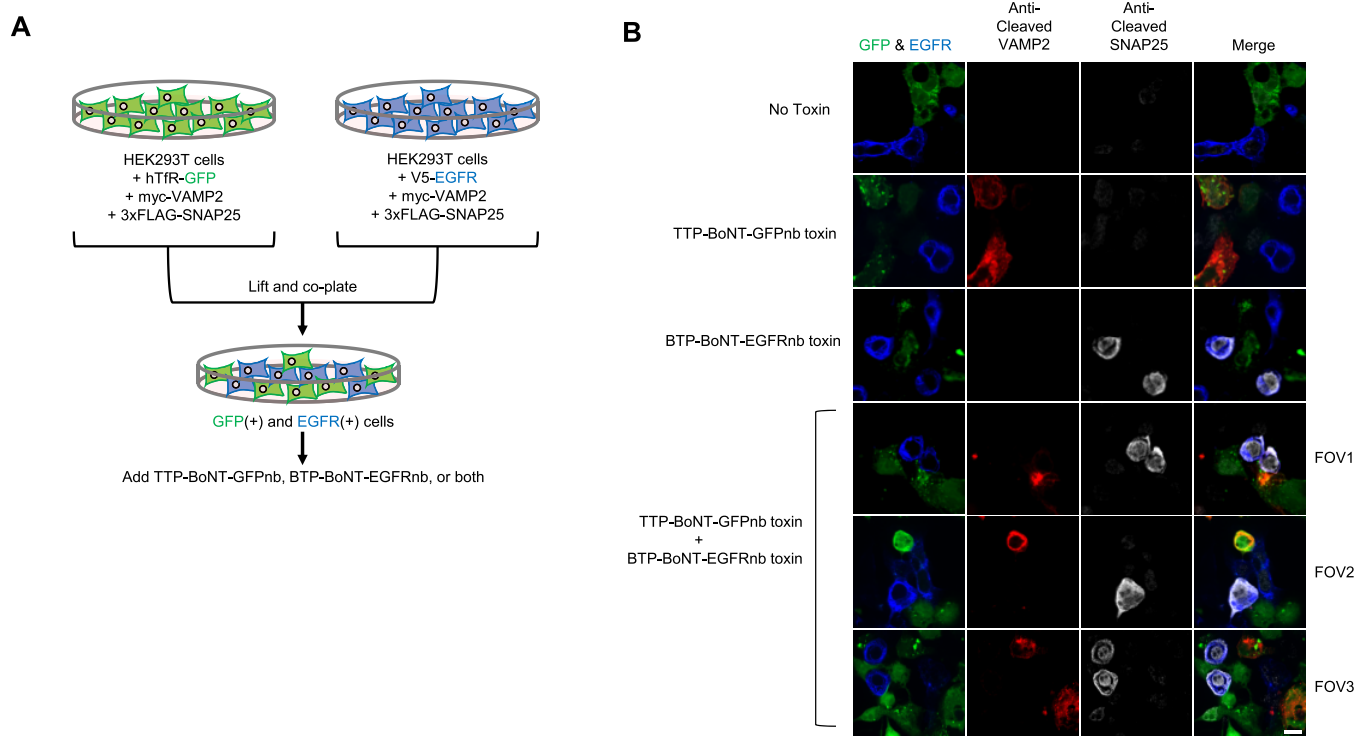 A
HEK293T cells
+ hTfR-GFP
+ myc-VAMP2
+ 3xFLAG-SNAP25
HEK293T cells
+ V5-EGFR
+ myc-VAMP2
+ 3xFLAG-SNAP25
Lift and co-plate
GFP(+) and EGFR(+) cells
Add TTP-BoNT-GFPnb, BTP-BoNT-EGFRnb, or both
B
GFP & EGFR
Anti-
Cleaved
VAMP2
Anti-
Cleaved
SNAP25
Merge
No Toxin
TTP-BoNT-GFPnb toxin
BTP-BoNT-EGFRnb toxin
TTP-BoNT-GFPnb toxin
+
BTP-BoNT-EGFRnb toxin
FOV1
FOV2
FOV3